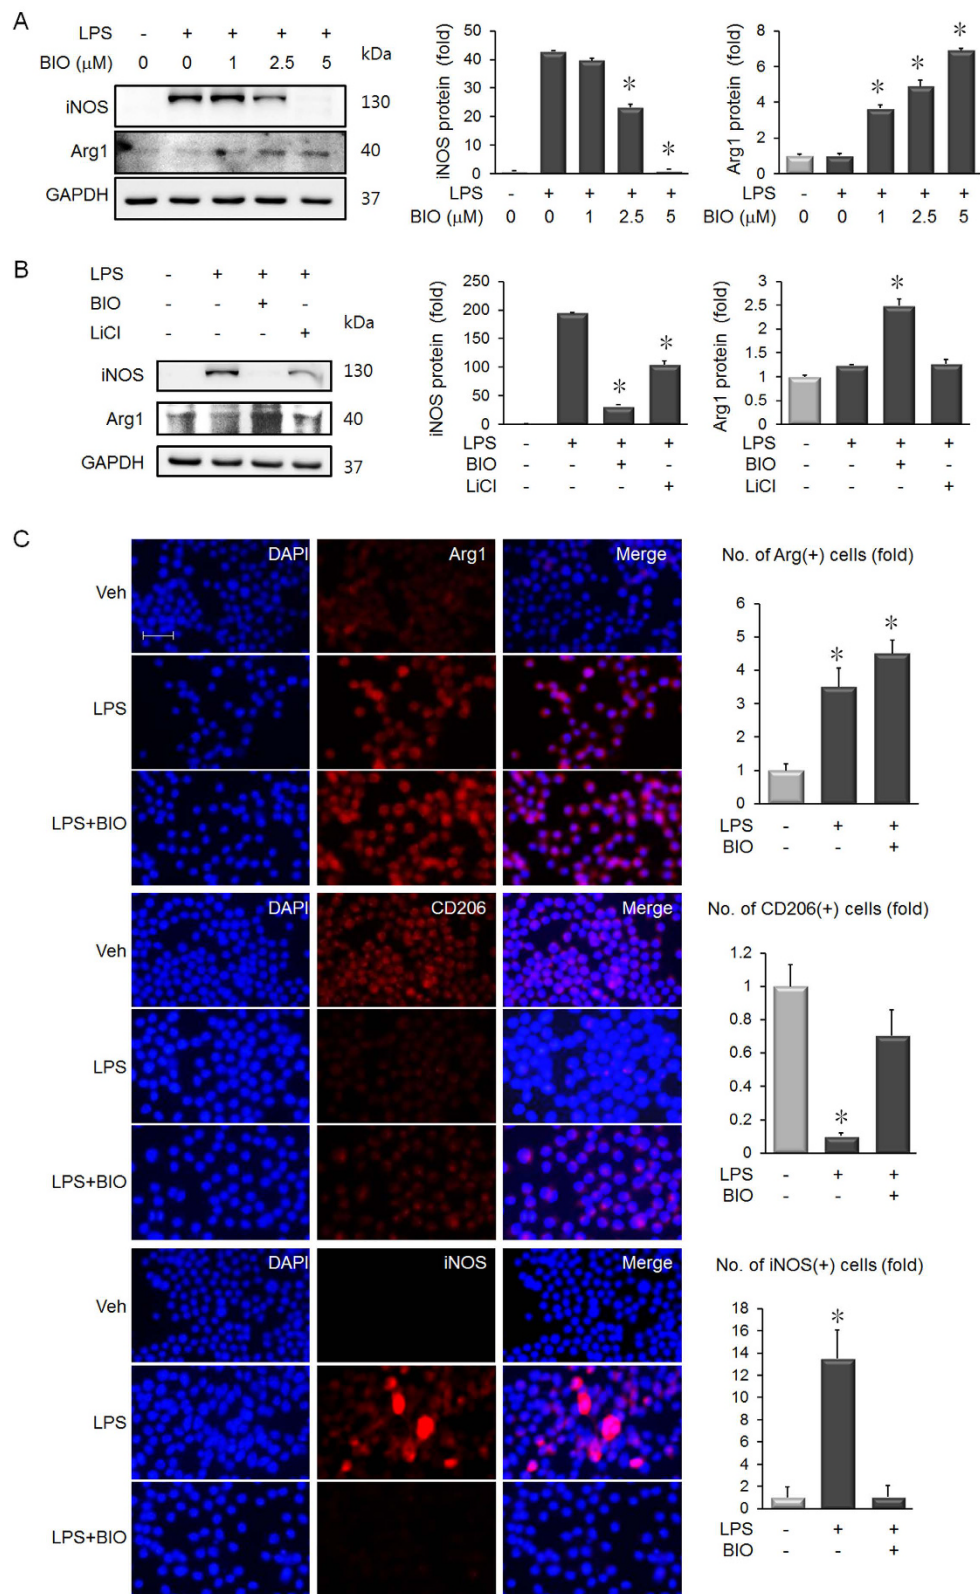 A
LPS - + + + +
BIO (μM) 0 0 1 2.5 5 kDa
iNOS 130
Arg1 40
GAPDH 37
iNOS protein (fold)
50
40
30
20
10
0
*
*
LPS - + + + +
BIO (μM) 0 0 1 2.5 5
Arg1 protein (fold)
8
6
4
2
0
*
*
*
LPS - + + + +
BIO (μM) 0 0 1 2.5 5
B
LPS - + + +
BIO - - + -
LiCl - - - + kDa
iNOS 130
Arg1 40
GAPDH 37
iNOS protein (fold)
250
200
150
100
50
0
*
*
LPS - + + +
BIO - - + -
LiCl - - - +
Arg1 protein (fold)
3
2.5
2
1.5
1
0.5
0
*
LPS - + + +
BIO - - + -
LiCl - - - +
C
DAPI Arg1 Merge
Veh
LPS
LPS+BIO
No. of Arg(+) cells (fold)
6
5
4
3
2
1
0
*
*
LPS - + +
BIO - - +
DAPI CD206 Merge
Veh
LPS
LPS+BIO
No. of CD206(+) cells (fold)
1.2
1
0.8
0.6
0.4
0.2
0
*
LPS - + +
BIO - - +
DAPI iNOS Merge
Veh
LPS
LPS+BIO
No. of iNOS(+) cells (fold)
18
16
14
12
10
8
6
4
2
0
*
LPS - + +
BIO - - +